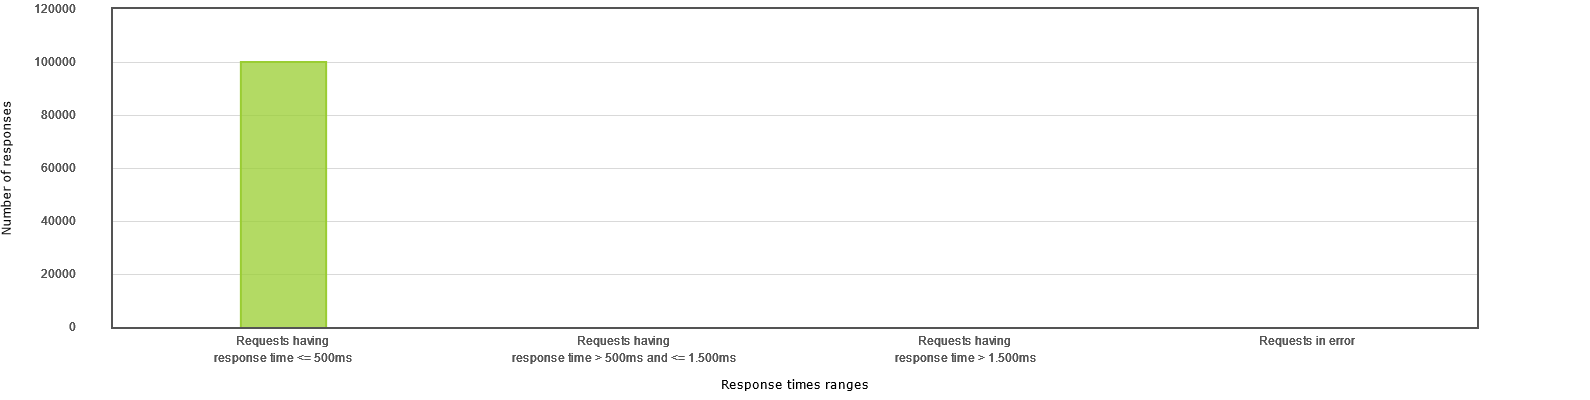 120000
100000
80000
60000
40000
20000
0
Number of responses
Requests having
response time <= 500ms
Requests having
response time > 500ms and <= 1.500ms
Requests having
response time > 1.500ms
Requests in error
Response times ranges